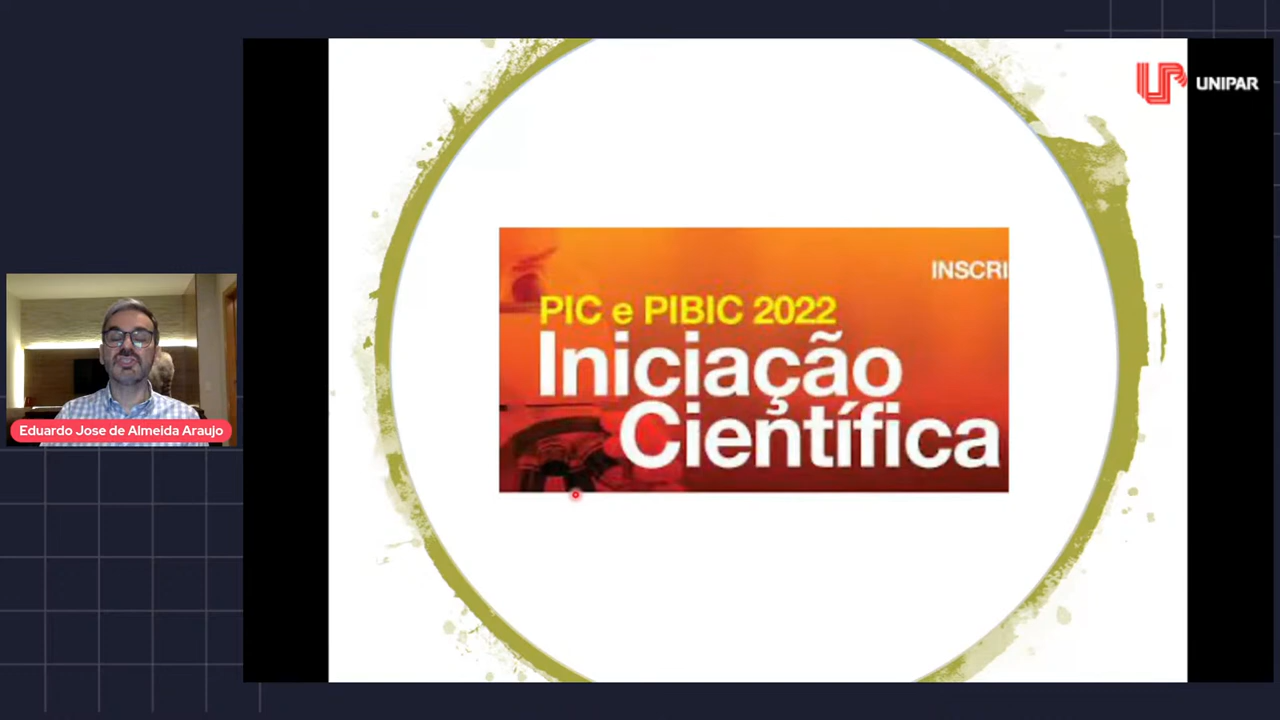 UNIPAR
INSCRI
PIC e PIBIC 2022
Iniciação
Científica
Eduardo Jose de Almeida Araujo